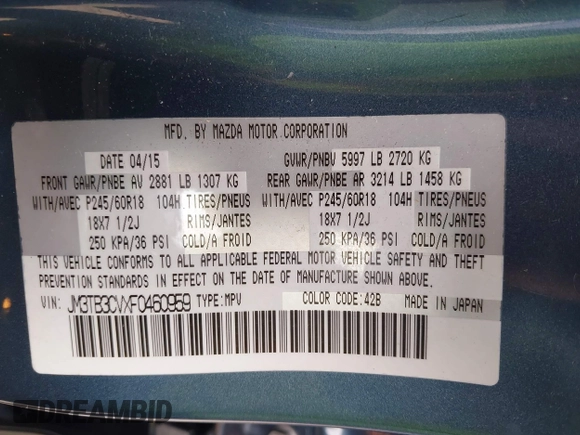 MFD. BY MAZDA MOTOR CORPORATION
DATE 04/15 GVWR/PNBV 5997 LB 2720 KG
FRONT GAWR/PNBE AV 2881 LB 1307 KG REAR GAWR/PNBE AR 3214 LB 1458 KG
WITH/AVEC P245/60R18 104H TIRES/PNEUS WITH/AVEC P245/60R18 104H TIRES/PNEUS
18X7 1/2J RIMS/JANTES 18X7 1/2J RIMS/JANTES
250 KPA/36 PSI COLD/A FROID 250 KPA/36 PSI COLD/A FROID
THIS VEHICLE CONFORMS TO ALL APPLICABLE FEDERAL MOTOR VEHICLE SAFETY AND THEFT
PREVENTION STANDARDS IN EFFECT ON THE DATE OF MANUFACTURE SHOWN ABOVE.
VIN: JM3TB3CVXF0460959 TYPE:MPV COLOR CODE:42B MADE IN JAPAN
DREAMBID